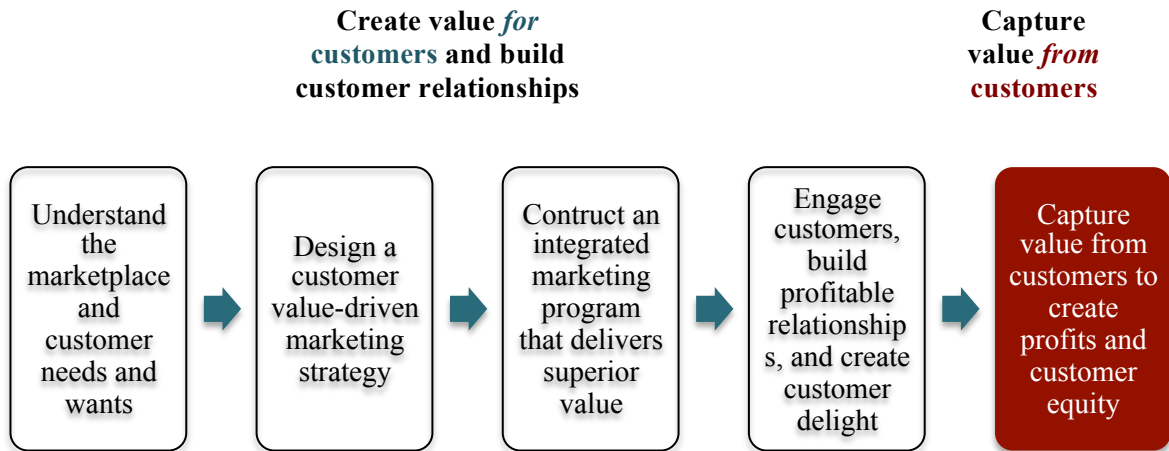 Create value for
customers and build
customer relationships
Capture
value from
customers
Understand
the
marketplace
and
customer
needs and
wants
Design a
customer
value-driven
marketing
strategy
Contruct an
integrated
marketing
program
that delivers
superior
value
Engage
customers,
build
profitable
relationship
s, and create
customer
delight
Capture
value from
customers to
create
profits and
customer
equity